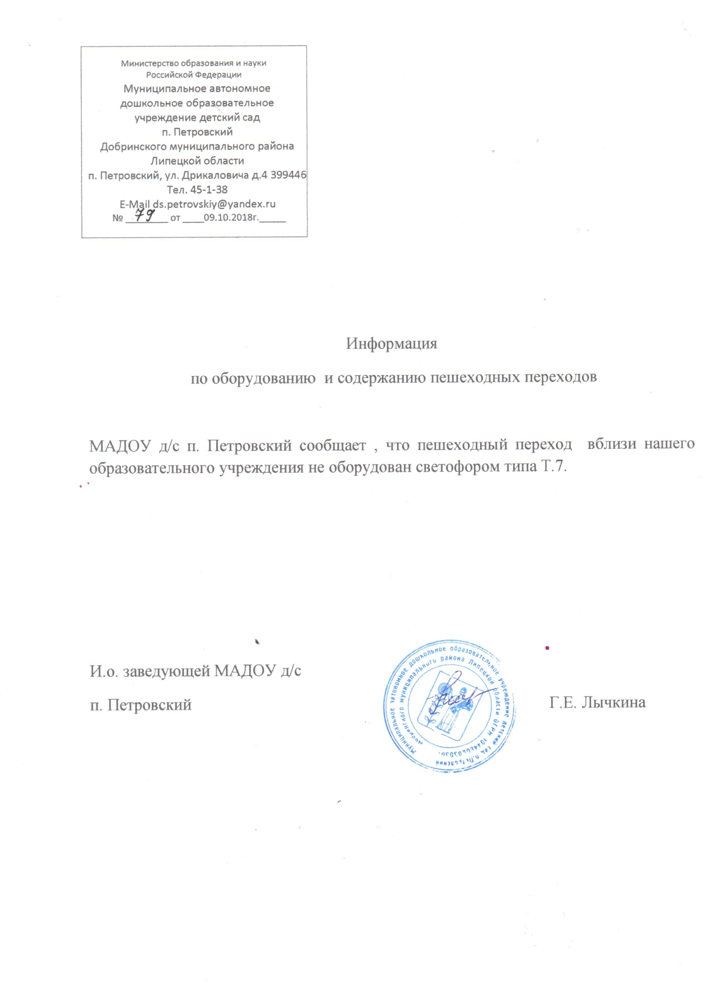 Министерство образования и науки
Российской Федерации
Муниципальное автономное
дошкольное образовательное
учреждение детский сад
п. Петровский
Добринского муниципального района
Липецкой области
п. Петровский, ул. Дрикаловича д.4 399446
Тел. 45-1-38
E-Mail ds.petrovskiy@yandex.ru
№ 79 от 09.10.2018г.
Информация
по оборудованию и содержанию пешеходных переходов
МАДОУ д/с п. Петровский сообщает , что пешеходный переход вблизи нашего
образовательного учреждения не оборудован светофором типа Т.7.
И.о. заведующей МАДОУ д/с
п. Петровский
Г.Е. Лычкина
Муниципальное автономное дошкольное образовательное учреждение детский сад п.Петровский
Добринского муниципального района Липецкой области ОГРН